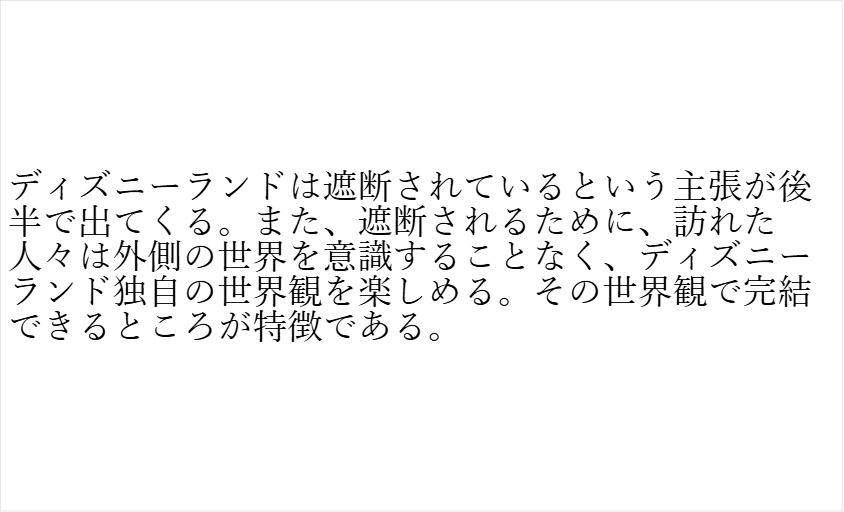 ディズニーランドは遮断されているという主張が後
半で出てくる。また、遮断されるために、訪れた
人々は外側の世界を意識することなく、ディズニー
ランド独自の世界観を楽しめる。その世界観で完結
できるところが特徴である。